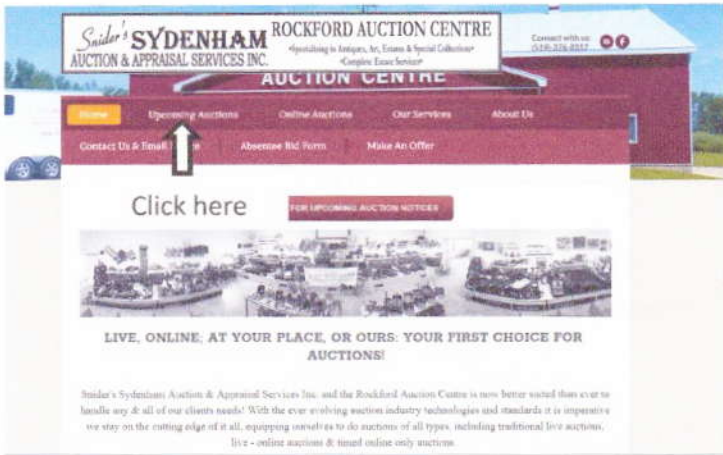 Snider's SYDENHAM
AUCTION & APPRAISAL SERVICES INC.
ROCKFORD AUCTION CENTRE
•Specializing in Antiques, Art, Estates & Special Collections•
•Complete Estate Services•
Connect with us:
AUCTION CENTRE
Home Upcoming Auctions Online Auctions Our Services About Us
Contact Us & Email Absentee Bid Form Make An Offer
Click here
FOR UPCOMING AUCTION NOTICES
LIVE, ONLINE; AT YOUR PLACE, OR OURS: YOUR FIRST CHOICE FOR
AUCTIONS!
Snider's Sydenham Auction & Appraisal Services Inc. and the Rockford Auction Centre is now better suited than ever to
handle any & all of our clients needs! With the ever evolving auction industry technologies and standards it is imperative
we stay on the cutting edge of it all, equipping ourselves to do auctions of all types, including traditional live auctions,
live - online auctions & timed online only auctions.